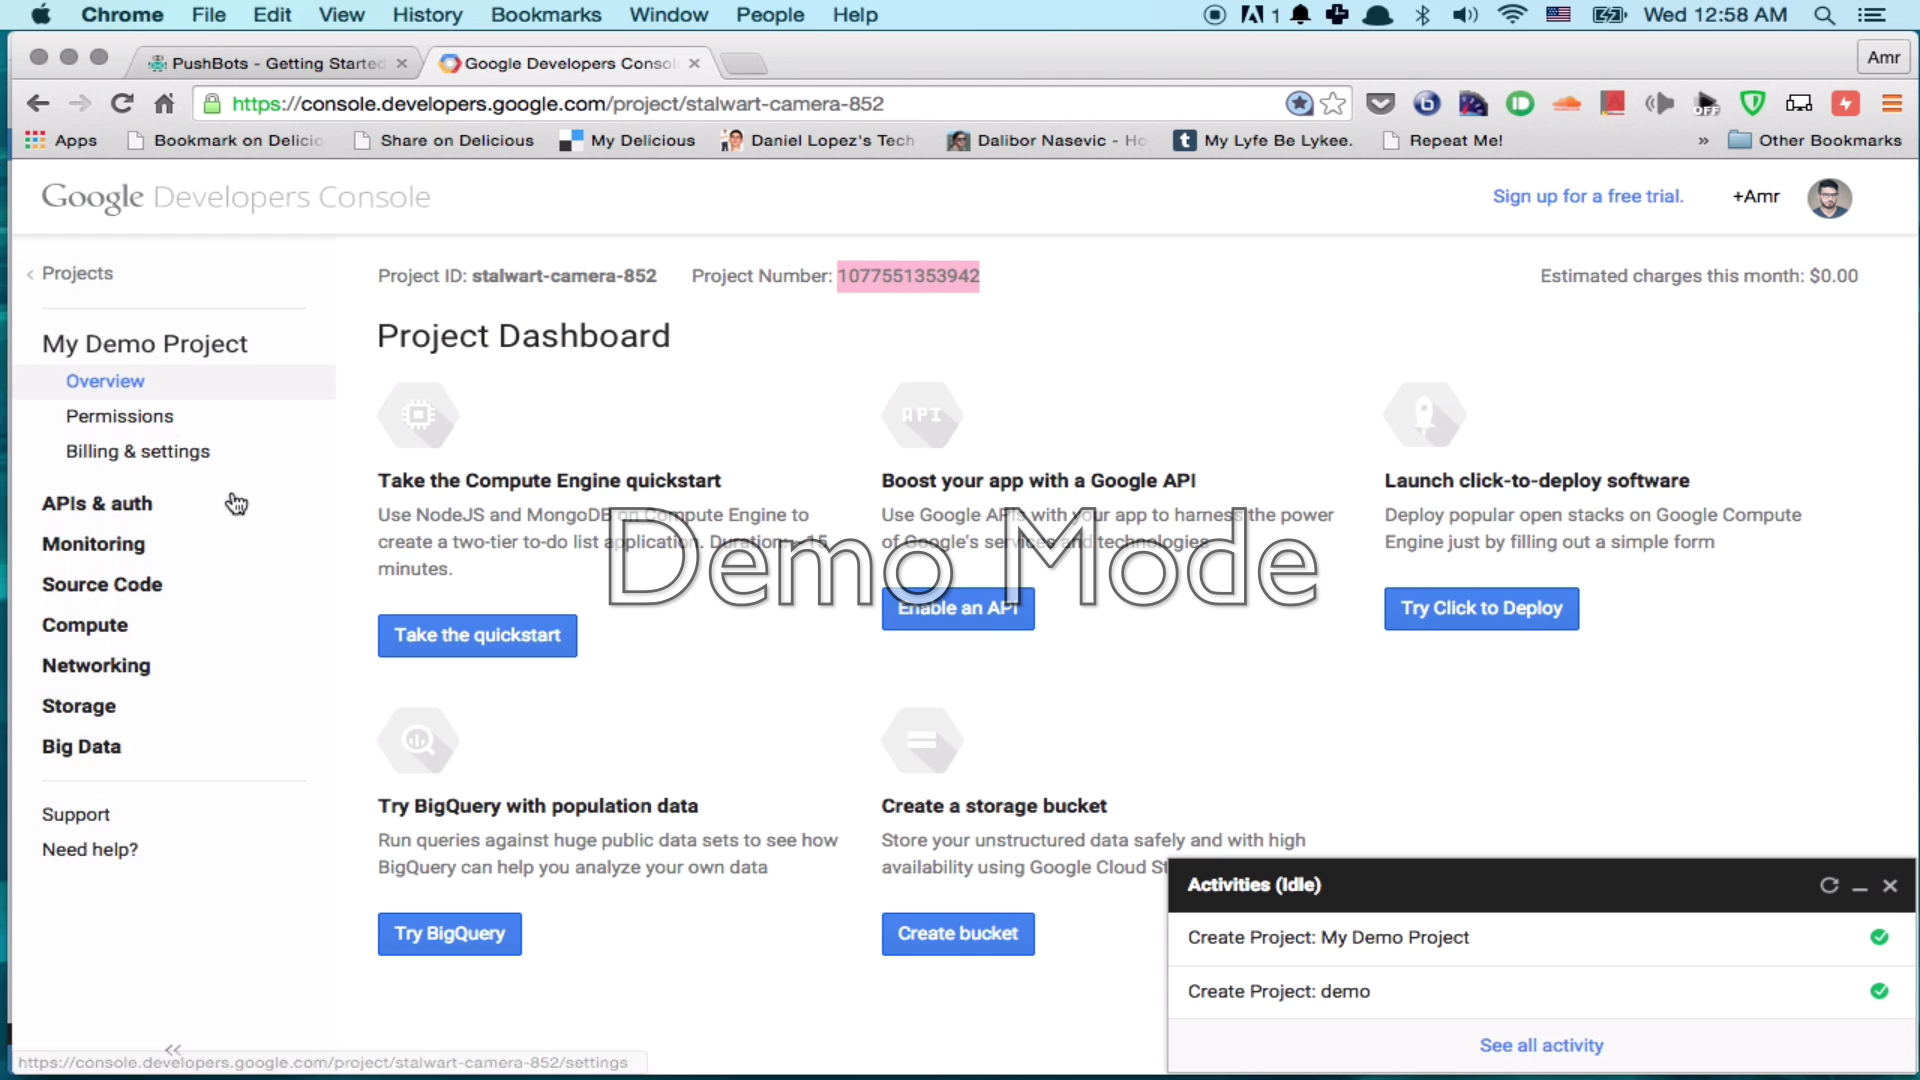 Chrome File Edit View History Bookmarks Window People Help 1 Wed 12:58 AM
PushBots - Getting Started Google Developers Consol Amr
https://console.developers.google.com/project/stalwart-camera-852 OFF
Apps Bookmark on Delicio Share on Delicious My Delicious Daniel Lopez's Tech Dalibor Nasevic - Ho t My Lyfe Be Lykee. Repeat Me! » Other Bookmarks
Google Developers Console Sign up for a free trial. +Amr
Projects Project ID: stalwart-camera-852 Project Number: 1077551353942 Estimated charges this month: $0.00
My Demo Project
Project Dashboard
Overview
Permissions
Billing & settings
APIs & auth
Monitoring
Source Code
Compute
Networking
Storage
Big Data
Support
Need help?
Take the Compute Engine quickstart
Use NodeJS and MongoDB on Compute Engine to
create a two-tier to-do list application. Duration: ~ 15
minutes.
Take the quickstart
API
Boost your app with a Google API
Use Google APIs with your app to harness the power
of Google's services and technologies
Enable an API
Launch click-to-deploy software
Deploy popular open stacks on Google Compute
Engine just by filling out a simple form
Try Click to Deploy
Demo Mode
Try BigQuery with population data
Run queries against huge public data sets to see how
BigQuery can help you analyze your own data
Try BigQuery
Create a storage bucket
Store your unstructured data safely and with high
availability using Google Cloud St
Create bucket
Activities (Idle)
Create Project: My Demo Project
Create Project: demo
See all activity
https://console.developers.google.com/project/stalwart-camera-852/settings